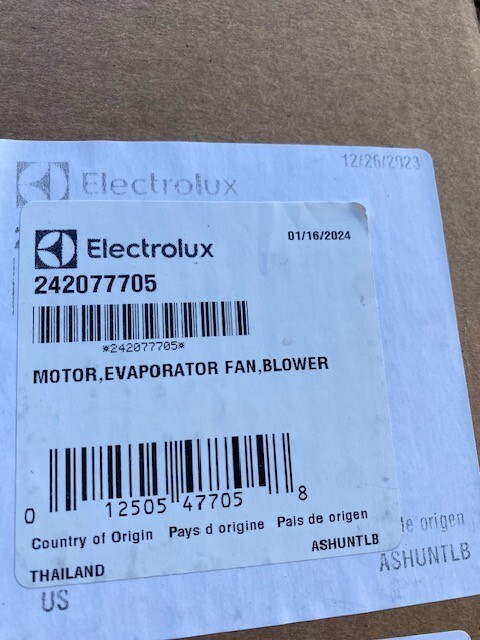 12/26/2023
Electrolux
Electrolux
01/16/2024
242077705
*242077705*
MOTOR,EVAPORATOR FAN,BLOWER
0 12505 47705 8
Country of Origin Pays d origine Pais de origen
le origen
ASHUNTLB
ASHUNTLB
THAILAND
US